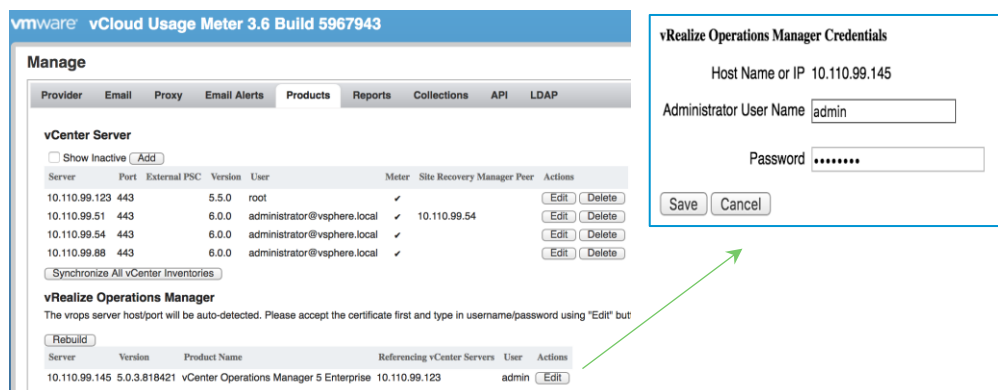 vmware vCloud Usage Meter 3.6 Build 5967943
Manage
Provider Email Proxy Email Alerts Products Reports Collections API LDAP
vCenter Server
Show Inactive Add
Server Port External PSC Version User Meter Site Recovery Manager Peer Actions
10.110.99.123 443 5.5.0 root ✔ Edit Delete
10.110.99.51 443 6.0.0 administrator@vsphere.local ✔ 10.110.99.54 Edit Delete
10.110.99.54 443 6.0.0 administrator@vsphere.local ✔ Edit Delete
10.110.99.88 443 6.0.0 administrator@vsphere.local ✔ Edit Delete
Synchronize All vCenter Inventories
vRealize Operations Manager
The vrops server host/port will be auto-detected. Please accept the certificate first and type in username/password using "Edit"
Rebuild
Server Version Product Name Referencing vCenter Servers User Actions
10.110.99.145 5.0.3.818421 vCenter Operations Manager 5 Enterprise 10.110.99.123 admin Edit
vRealize Operations Manager Credentials
Host Name or IP 10.110.99.145
Administrator User Name admin
Password ••••••••
Save Cancel